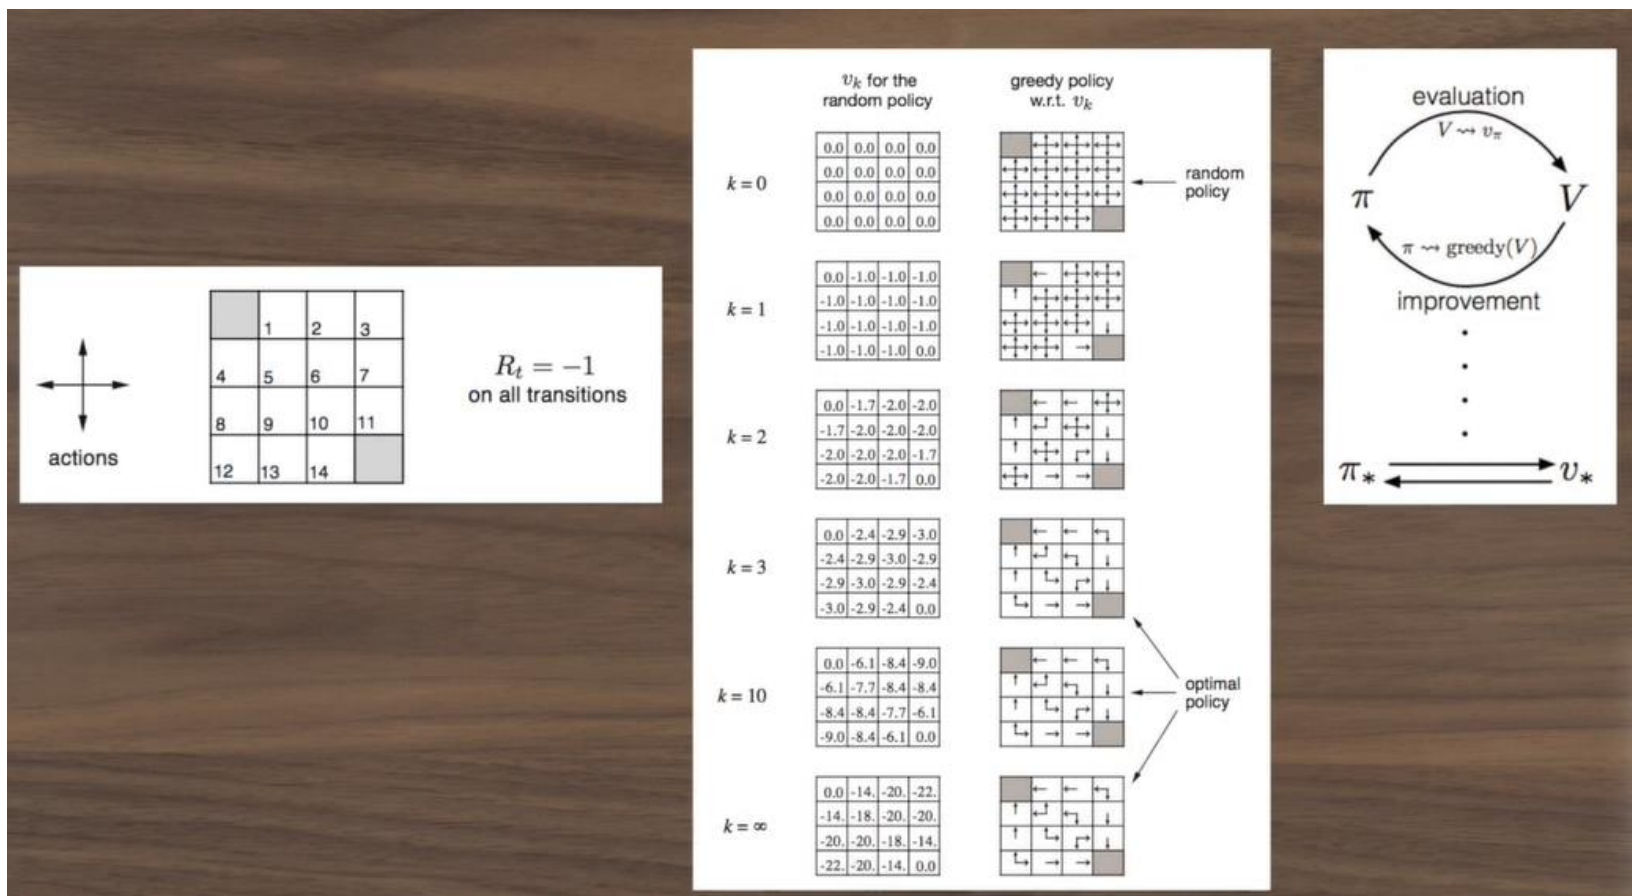 actions
1 2 3
4 5 6 7
8 9 10 11
12 13 14
R_t = −1
on all transitions
v_k for the
random policy
greedy policy
w.r.t. v_k
k = 0
0.0 0.0 0.0 0.0
0.0 0.0 0.0 0.0
0.0 0.0 0.0 0.0
0.0 0.0 0.0 0.0
random
policy
k = 1
0.0 -1.0 -1.0 -1.0
-1.0 -1.0 -1.0 -1.0
-1.0 -1.0 -1.0 -1.0
-1.0 -1.0 -1.0 0.0
k = 2
0.0 -1.7 -2.0 -2.0
-1.7 -2.0 -2.0 -2.0
-2.0 -2.0 -2.0 -1.7
-2.0 -2.0 -1.7 0.0
k = 3
0.0 -2.4 -2.9 -3.0
-2.4 -2.9 -3.0 -2.9
-2.9 -3.0 -2.9 -2.4
-3.0 -2.9 -2.4 0.0
k = 10
0.0 -6.1 -8.4 -9.0
-6.1 -7.7 -8.4 -8.4
-8.4 -8.4 -7.7 -6.1
-9.0 -8.4 -6.1 0.0
optimal
policy
k = ∞
0.0 -14. -20. -22.
-14. -18. -20. -20.
-20. -20. -18. -14.
-22. -20. -14. 0.0
evaluation
V ⇝ v_π
π V
π ⇝ greedy(V)
improvement
π_* v_*